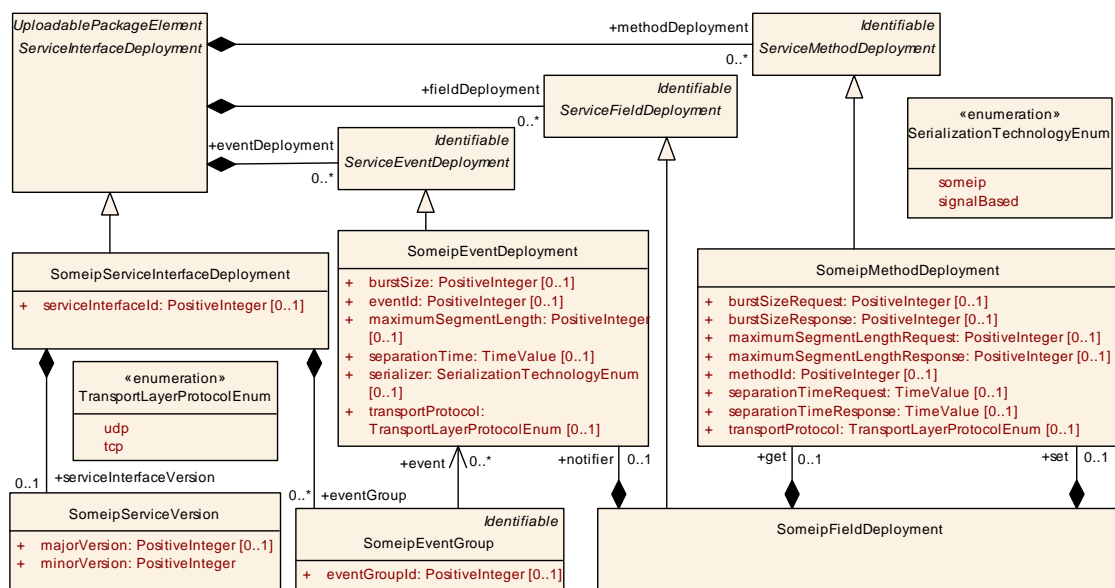 UploadablePackageElement
ServiceInterfaceDeployment
+methodDeployment
0..*
Identifiable
ServiceMethodDeployment
+fieldDeployment
0..*
Identifiable
ServiceFieldDeployment
+eventDeployment
0..*
Identifiable
ServiceEventDeployment
«enumeration»
SerializationTechnologyEnum
someip
signalBased
SomeipServiceInterfaceDeployment
+ serviceInterfaceId: PositiveInteger [0..1]
SomeipEventDeployment
+ burstSize: PositiveInteger [0..1]
+ eventId: PositiveInteger [0..1]
+ maximumSegmentLength: PositiveInteger
[0..1]
+ separationTime: TimeValue [0..1]
+ serializer: SerializationTechnologyEnum
[0..1]
+ transportProtocol:
TransportLayerProtocolEnum [0..1]
SomeipMethodDeployment
+ burstSizeRequest: PositiveInteger [0..1]
+ burstSizeResponse: PositiveInteger [0..1]
+ maximumSegmentLengthRequest: PositiveInteger [0..1]
+ maximumSegmentLengthResponse: PositiveInteger [0..1]
+ methodId: PositiveInteger [0..1]
+ separationTimeRequest: TimeValue [0..1]
+ separationTimeResponse: TimeValue [0..1]
+ transportProtocol: TransportLayerProtocolEnum [0..1]
«enumeration»
TransportLayerProtocolEnum
udp
tcp
+event
0..*
+notifier
0..1
+get
0..1
+set
0..1
+serviceInterfaceVersion
0..1
0..*
+eventGroup
SomeipServiceVersion
+ majorVersion: PositiveInteger [0..1]
+ minorVersion: PositiveInteger
Identifiable
SomeipEventGroup
+ eventGroupId: PositiveInteger [0..1]
SomeipFieldDeployment